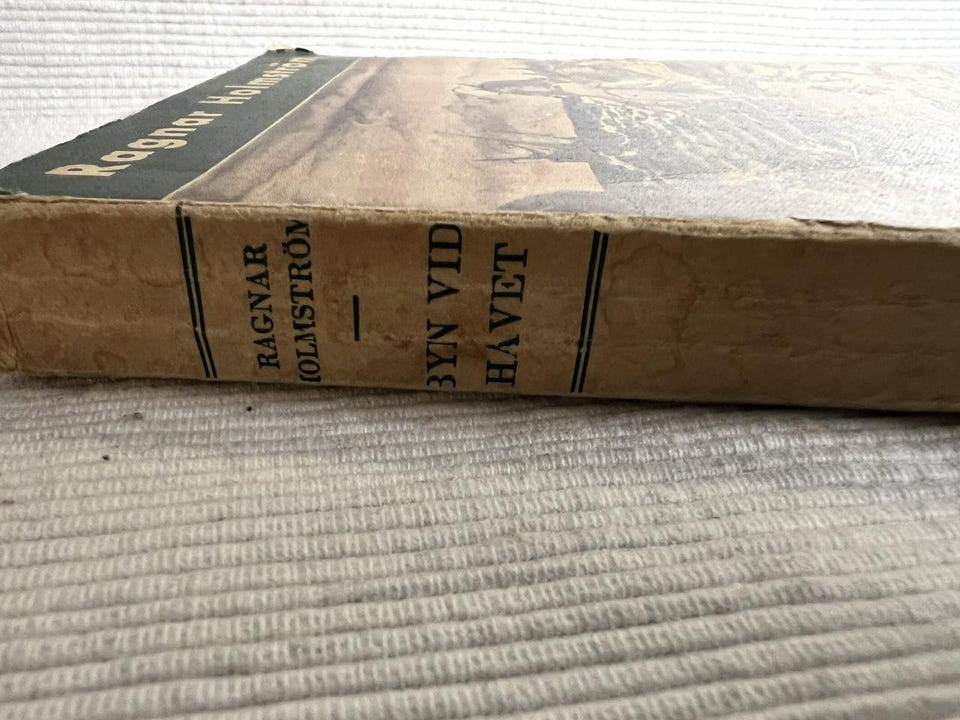 Ragnar Holmström
RAGNAR
HOLMSTRÖM
BYN VID
HAVET